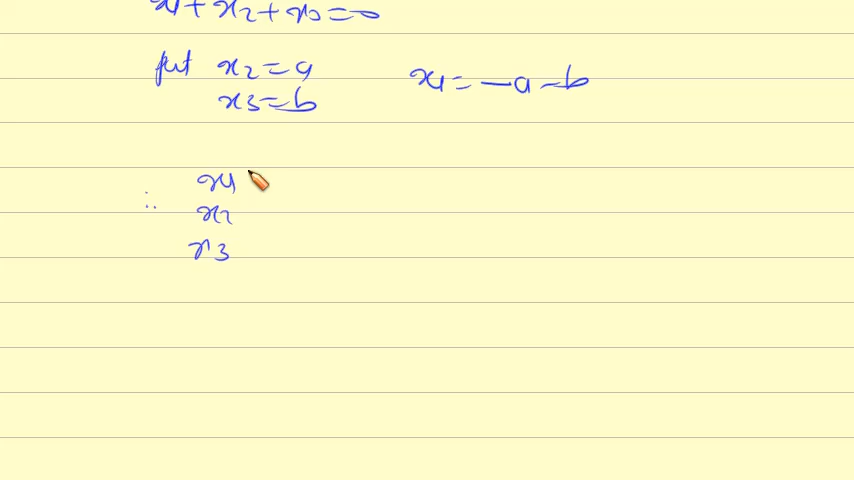 x1+x2+x3=0
put x2=a x1=-a-b
x3=b
∴ x1
x2
x3